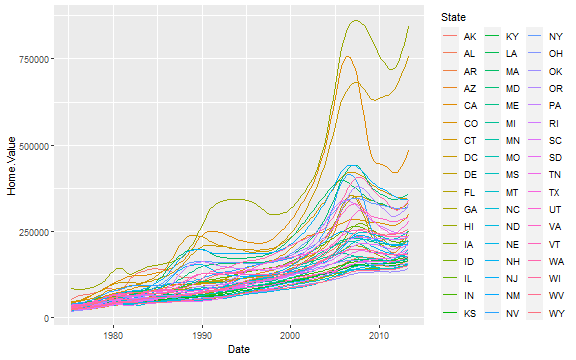 750000
500000
250000
0
Home.Value
1980
1990
2000
2010
Date
State
AK KY NY
AL LA OH
AR MA OK
AZ MD OR
CA ME PA
CO MI RI
CT MN SC
DC MO SD
DE MS TN
FL MT TX
GA NC UT
HI ND VA
IA NE VT
ID NH WA
IL NJ WI
IN NM WV
KS NV WY